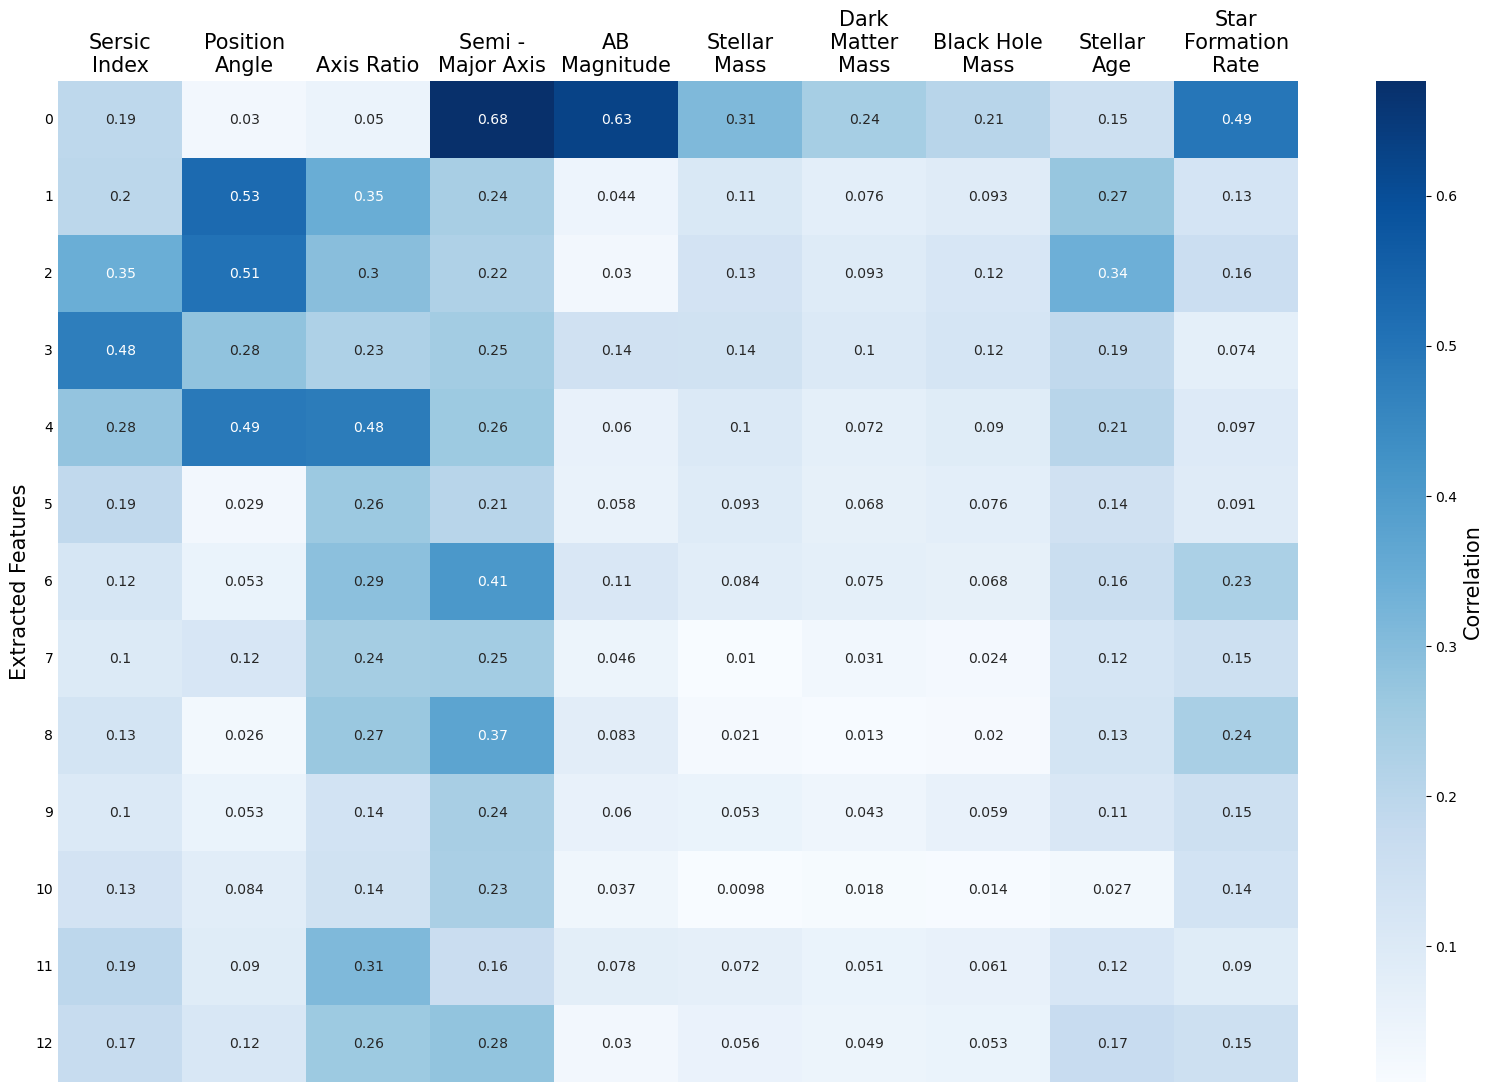 Sersic
Index
Position
Angle
Axis Ratio
Semi -
Major Axis
AB
Magnitude
Stellar
Mass
Dark
Matter
Mass
Black Hole
Mass
Stellar
Age
Star
Formation
Rate
0 0.19 0.03 0.05 0.68 0.63 0.31 0.24 0.21 0.15 0.49
1 0.2 0.53 0.35 0.24 0.044 0.11 0.076 0.093 0.27 0.13
2 0.35 0.51 0.3 0.22 0.03 0.13 0.093 0.12 0.34 0.16
3 0.48 0.28 0.23 0.25 0.14 0.14 0.1 0.12 0.19 0.074
4 0.28 0.49 0.48 0.26 0.06 0.1 0.072 0.09 0.21 0.097
5 0.19 0.029 0.26 0.21 0.058 0.093 0.068 0.076 0.14 0.091
6 0.12 0.053 0.29 0.41 0.11 0.084 0.075 0.068 0.16 0.23
7 0.1 0.12 0.24 0.25 0.046 0.01 0.031 0.024 0.12 0.15
8 0.13 0.026 0.27 0.37 0.083 0.021 0.013 0.02 0.13 0.24
9 0.1 0.053 0.14 0.24 0.06 0.053 0.043 0.059 0.11 0.15
10 0.13 0.084 0.14 0.23 0.037 0.0098 0.018 0.014 0.027 0.14
11 0.19 0.09 0.31 0.16 0.078 0.072 0.051 0.061 0.12 0.09
12 0.17 0.12 0.26 0.28 0.03 0.056 0.049 0.053 0.17 0.15
Extracted Features
0.6
0.5
0.4
0.3
0.2
0.1
Correlation